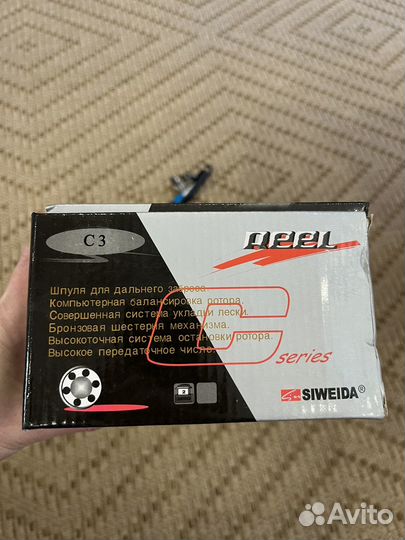 C3
REEL
Шпуля для дальнего заброса.
Компьютерная балансировка ротора.
Совершенная система укладки лески.
Бронзовая шестерня механизма.
Высокоточная система остановки ротора.
Высокое передаточное число.
C
series
2
SIWEIDA®
Avito